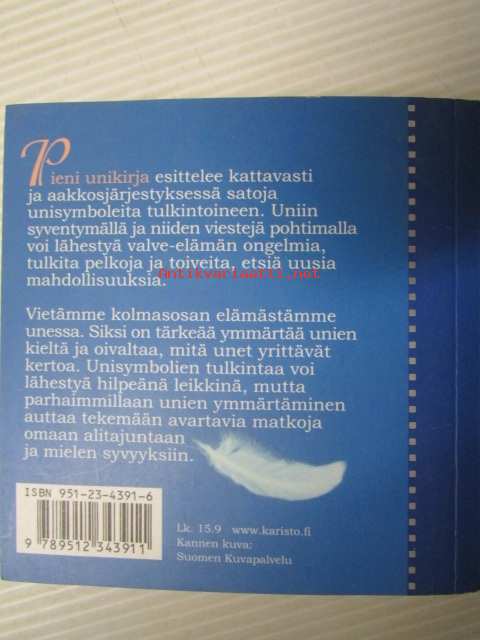 Pieni unikirja esittelee kattavasti
ja aakkosjärjestyksessä satoja
unisymboleita tulkintoineen. Uniin
syventymällä ja niiden viestejä pohtimalla
voi lähestyä valve-elämän ongelmia,
tulkita pelkoja ja toiveita, etsiä uusia
mahdollisuuksia.
antikvariaatti.net
Vietämme kolmasosan elämästämme
unessa. Siksi on tärkeää ymmärtää unien
kieltä ja oivaltaa, mitä unet yrittävät
kertoa. Unisymbolien tulkintaa voi
lähestyä hilpeänä leikkinä, mutta
parhaimmillaan unien ymmärtäminen
auttaa tekemään avartavia matkoja
omaan alitajuntaan
ja mielen syvyyksiin.
ISBN 951-23-4391-6
9 789512 343911
Lk. 15.9 www.karisto.fi
Kannen kuva:
Suomen Kuvapalvelu